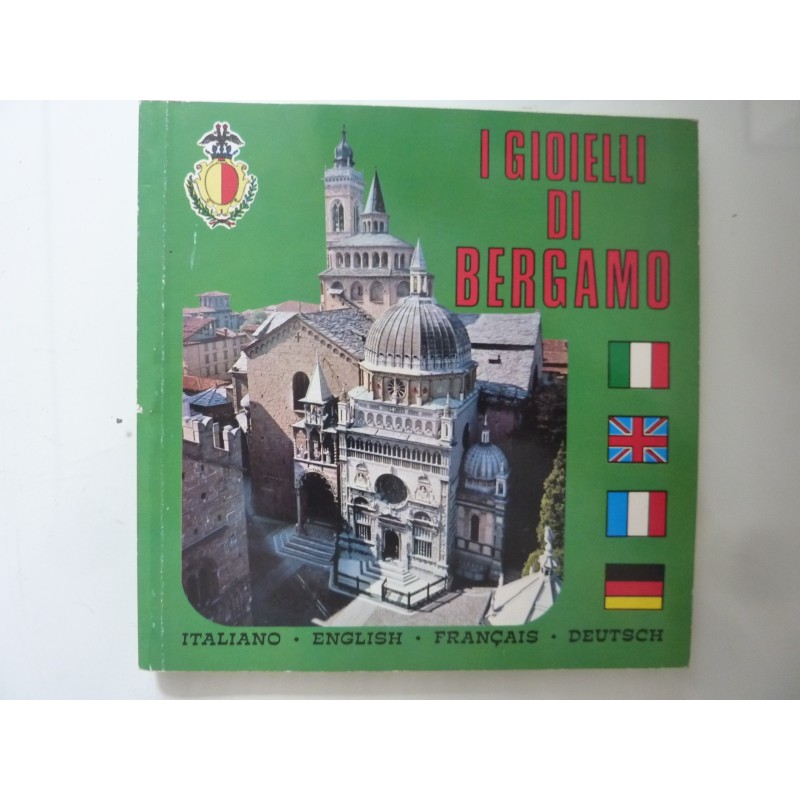 I GIOIELLI
DI
BERGAMO
ITALIANO · ENGLISH · FRANÇAIS · DEUTSCH